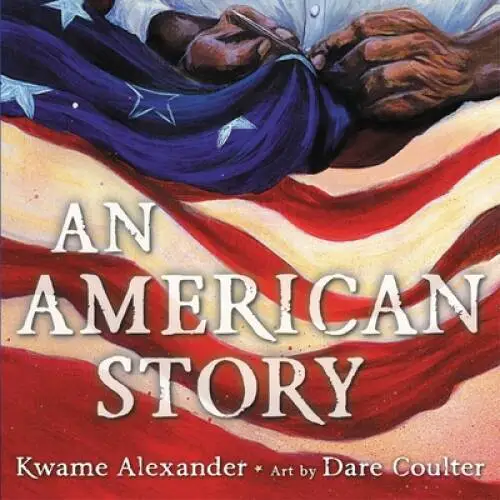 AN
AMERICAN
STORY
Kwame Alexander * Art by Dare Coulter